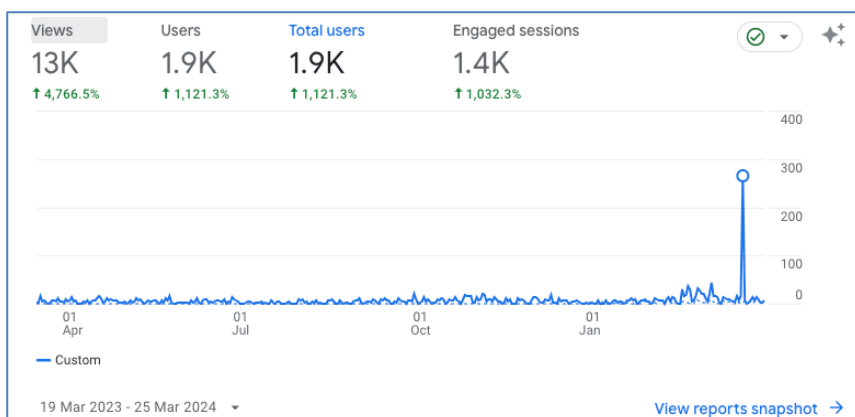 Views Users Total users Engaged sessions
13K 1.9K 1.9K 1.4K
↑ 4,766.5% ↑ 1,121.3% ↑ 1,121.3% ↑ 1,032.3%
400
300
200
100
0
01 01 01 01
Apr Jul Oct Jan
Custom
19 Mar 2023 - 25 Mar 2024 View reports snapshot →